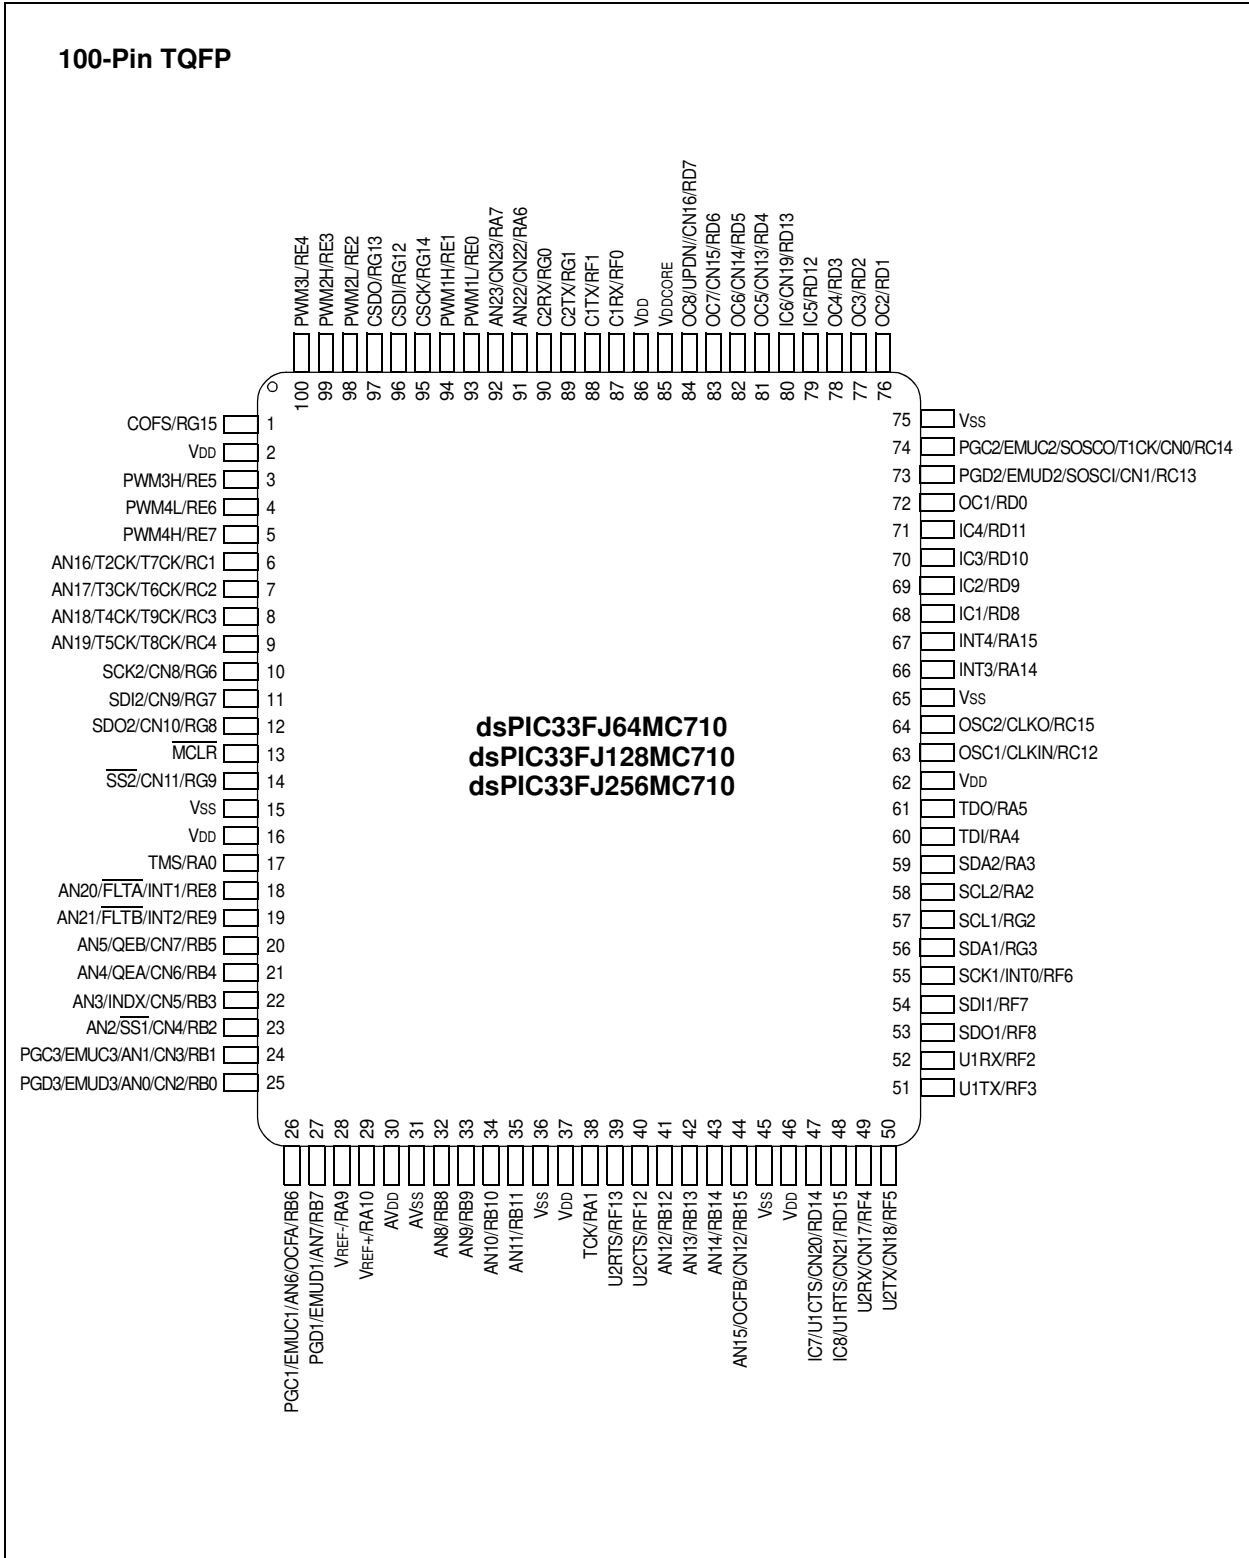 100-Pin TQFP
PWM3L/RE4
PWM2H/RE3
PWM2L/RE2
CSDO/RG13
CSDI/RG12
CSCK/RG14
PWM1H/RE1
PWM1L/RE0
AN23/CN23/RA7
AN22/CN22/RA6
C2RX/RG0
C2TX/RG1
C1TX/RF1
C1RX/RF0
VDD
VDDCORE
OC8/UPDN//CN16/RD7
OC7/CN15/RD6
OC6/CN14/RD5
OC5/CN13/RD4
IC6/CN19/RD13
IC5/RD12
OC4/RD3
OC3/RD2
OC2/RD1
100
99
98
97
96
95
94
93
92
91
90
89
88
87
86
85
84
83
82
81
80
79
78
77
76
COFS/RG15 1
VDD 2
PWM3H/RE5 3
PWM4L/RE6 4
PWM4H/RE7 5
AN16/T2CK/T7CK/RC1 6
AN17/T3CK/T6CK/RC2 7
AN18/T4CK/T9CK/RC3 8
AN19/T5CK/T8CK/RC4 9
SCK2/CN8/RG6 10
SDI2/CN9/RG7 11
SDO2/CN10/RG8 12
MCLR 13
SS2/CN11/RG9 14
VSS 15
VDD 16
TMS/RA0 17
AN20/FLTA/INT1/RE8 18
AN21/FLTB/INT2/RE9 19
AN5/QEB/CN7/RB5 20
AN4/QEA/CN6/RB4 21
AN3/INDX/CN5/RB3 22
AN2/SS1/CN4/RB2 23
PGC3/EMUC3/AN1/CN3/RB1 24
PGD3/EMUD3/AN0/CN2/RB0 25
dsPIC33FJ64MC710
dsPIC33FJ128MC710
dsPIC33FJ256MC710
75 VSS
74 PGC2/EMUC2/SOSCO/T1CK/CN0/RC14
73 PGD2/EMUD2/SOSCI/CN1/RC13
72 OC1/RD0
71 IC4/RD11
70 IC3/RD10
69 IC2/RD9
68 IC1/RD8
67 INT4/RA15
66 INT3/RA14
65 VSS
64 OSC2/CLKO/RC15
63 OSC1/CLKIN/RC12
62 VDD
61 TDO/RA5
60 TDI/RA4
59 SDA2/RA3
58 SCL2/RA2
57 SCL1/RG2
56 SDA1/RG3
55 SCK1/INT0/RF6
54 SDI1/RF7
53 SDO1/RF8
52 U1RX/RF2
51 U1TX/RF3
26
27
28
29
30
31
32
33
34
35
36
37
38
39
40
41
42
43
44
45
46
47
48
49
50
PGC1/EMUC1/AN6/OCFA/RB6
PGD1/EMUD1/AN7/RB7
VREF-/RA9
VREF+/RA10
AVDD
AVSS
AN8/RB8
AN9/RB9
AN10/RB10
AN11/RB11
VSS
VDD
TCK/RA1
U2RTS/RF13
U2CTS/RF12
AN12/RB12
AN13/RB13
AN14/RB14
AN15/OCFB/CN12/RB15
VSS
VDD
IC7/U1CTS/CN20/RD14
IC8/U1RTS/CN21/RD15
U2RX/CN17/RF4
U2TX/CN18/RF5